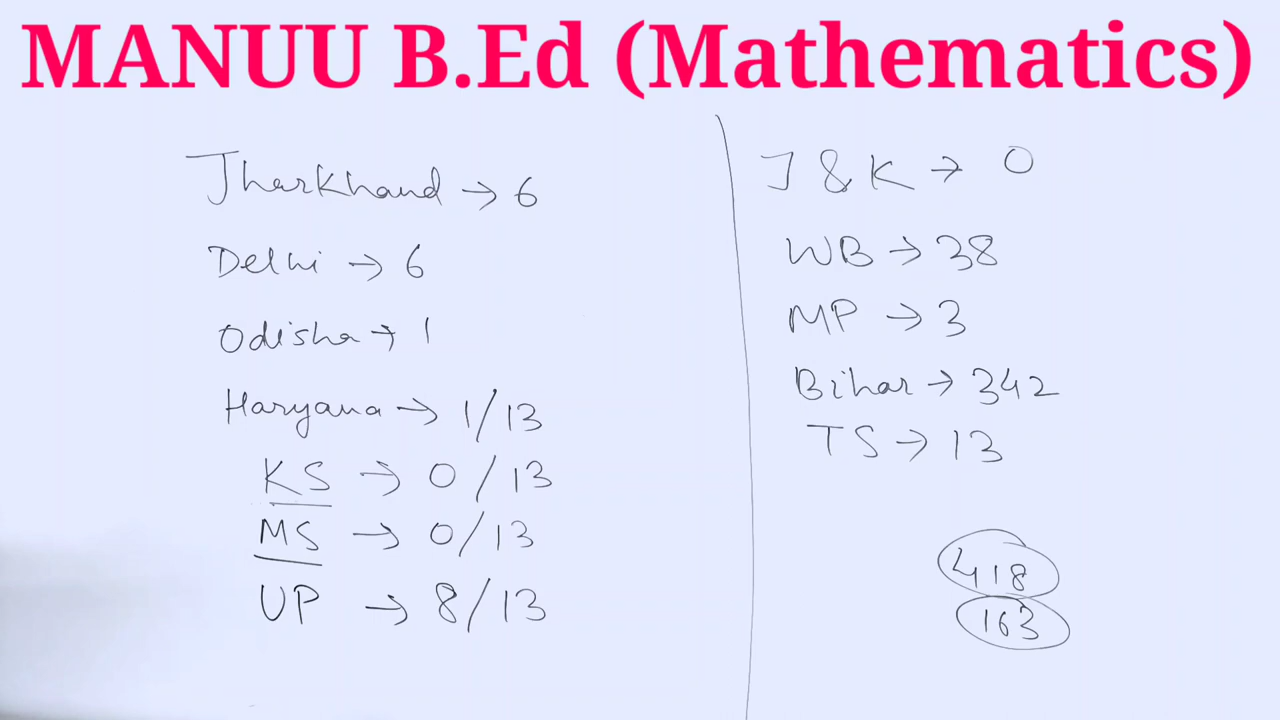 MANUU B.Ed (Mathematics)
Jharkhand → 6
Delhi → 6
Odisha → 1
Haryana → 1/13
KS → 0/13
MS → 0/13
UP → 8/13
J & K → 0
WB → 38
MP → 3
Bihar → 342
TS → 13
418
163